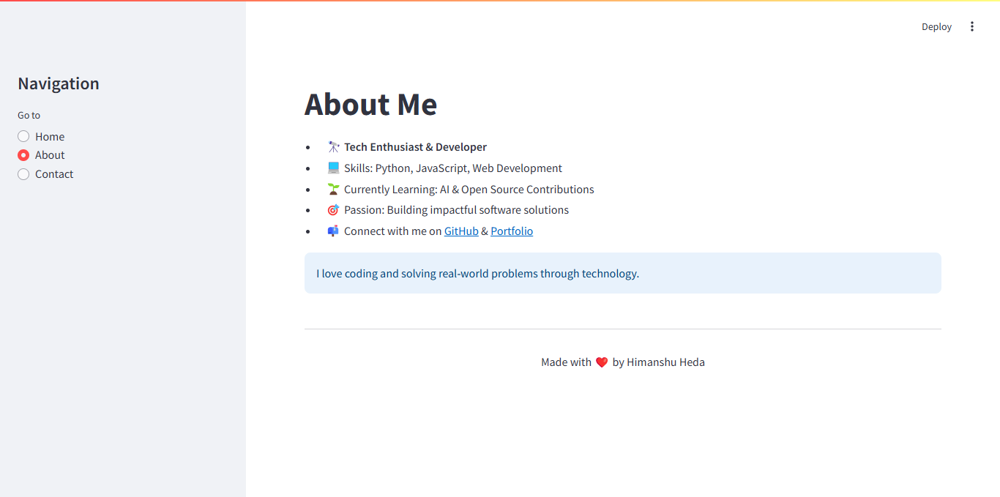 Deploy
Navigation
Go to
Home
About
Contact
About Me
• 🔭 Tech Enthusiast & Developer
• 💻 Skills: Python, JavaScript, Web Development
• 🌱 Currently Learning: AI & Open Source Contributions
• 🎯 Passion: Building impactful software solutions
• 📫 Connect with me on GitHub & Portfolio
I love coding and solving real-world problems through technology.
Made with ❤️ by Himanshu Heda